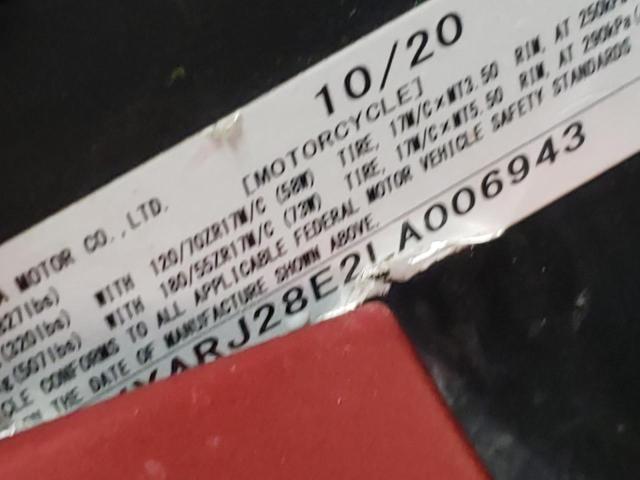 10/20
MOTOR CO., LTD. [MOTORCYCLE]
WITH 120/70ZR17M/C (58W) TIRE, 17M/C×MT3.50 RIM, AT 250kPa
(220lbs) WITH 180/55ZR17M/C (73W) TIRE, 17M/C×MT5.50 RIM, AT 290kPa
(507lbs)
CONFORMS TO ALL APPLICABLE FEDERAL MOTOR VEHICLE SAFETY STANDARDS
THE DATE OF MANUFACTURE SHOWN ABOVE.
ARJ28E2LA006943